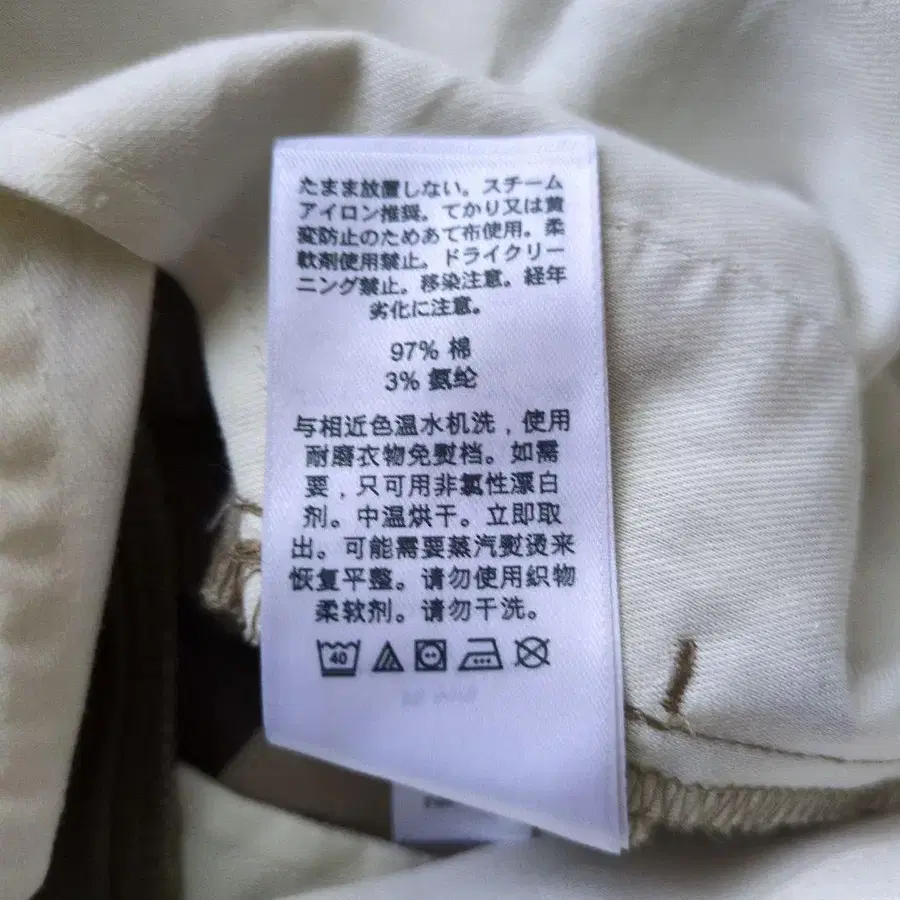 たまま放置しない。スチーム
アイロン推奨。てかり又は黄
変防止のためあて布使用。柔
軟剤使用禁止。ドライクリー
ニング禁止。移染注意。経年
劣化に注意。
97% 棉
3% 氨纶
与相近色温水机洗，使用
耐磨衣物免熨档。如需
要，只可用非氯性漂白
剂。中温烘干。立即取
出。可能需要蒸汽熨烫来
恢复平整。请勿使用织物
柔软剂。请勿干洗。
40